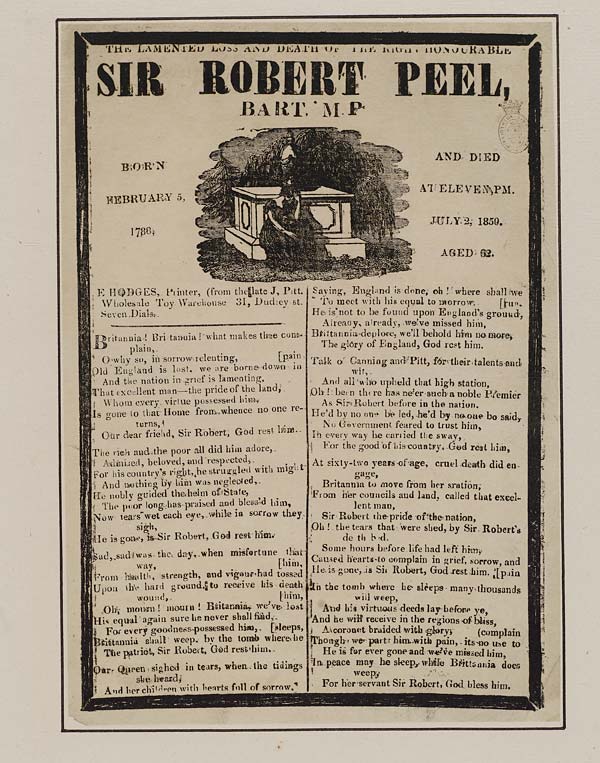 THE LAMENTED LOSS AND DEATH OF THE RIGHT HONOURABLE
SIR ROBERT PEEL,
BART. M.P
BORN
FEBRUARY 5,
1786,
AND DIED
AT ELEVEN, PM.
JULY 2, 1850.
AGED 62.
E HODGES, Printer, (from the late J, Pitt.
Wholesale Toy Warehouse 31, Dudley st.
Seven Dials.
Britannia! Britannia! what makes thee com-
plain,
O why so, in sorrow relenting, [pain
Old England is lost, we are borne down in
And the nation in grief is lamenting,
That excellent man—the pride of the land,
Whom every virtue possessed him,
Is gone to that Home from whence no one re-
turns,
Our dear friend, Sir Robert, God rest him.
The rich and the poor all did him adore,
Admired, beloved, and respected,
For his country's right, he struggled with might
And nothing by him was neglected,
He nobly guided the helm of State,
The poor long has praised and bless'd him,
Now tears wet each eye, while in sorrow they
sigh,
He is gone, is Sir Robert, God rest him.
Sad, sad was the day, when misfortune that
way, [him,
From health, strength, and vigour had tossed
Upon the hard ground, to receive his death
wound, [him,
Oh, mourn! mourn! Britannia, we've lost
His equal again sure he never shall find,
For every goodness possessed him, [sleeps,
Brittannia shall weep, by the tomb where he
The patriot, Sir Robert, God rest him.
Our Queen sighed in tears, when the tidings
she heard,
And her children with hearts full of sorrow,
Saying, England is done, oh! where shall we
To meet with his equal to morrow. [run.
He is not to be found upon England's ground,
Already, already, we've missed him,
Brittannia deplore, we'll behold him no more,
The glory of England, God rest him.
Talk of Canning and Pitt, for their talents and
wit,
And all who upheld that high station,
Oh! been there has ne'er such a noble Premier
As Sir Robert before in the nation.
He'd by no one be led, he'd by no one be said,
No Government feared to trust him,
In every way he carried the sway,
For the good of his country, God rest him,
At sixty-two years of age, cruel death did en-
gage,
Britannia to move from her station;
From her councils and land, called that excel-
lent man,
Sir Robert the pride of the nation,
Oh! the tears that were shed, by Sir Robert's
death bed.
Some hours before life had left him,
Caused hearts to complain in grief, sorrow, and
He is gone, is Sir Robert, God rest him. [pain
In the tomb where he sleeps many thousands
will weep,
And his virtuous deeds lay before ye,
And he will receive in the regions of bliss,
A coronet braided with glory; (complain
Though we part him with pain, its no use to
He is for ever gone and we've missed him,
In peace may he sleep, while Brittania does
weep,
For her servant Sir Robert, God bless him.